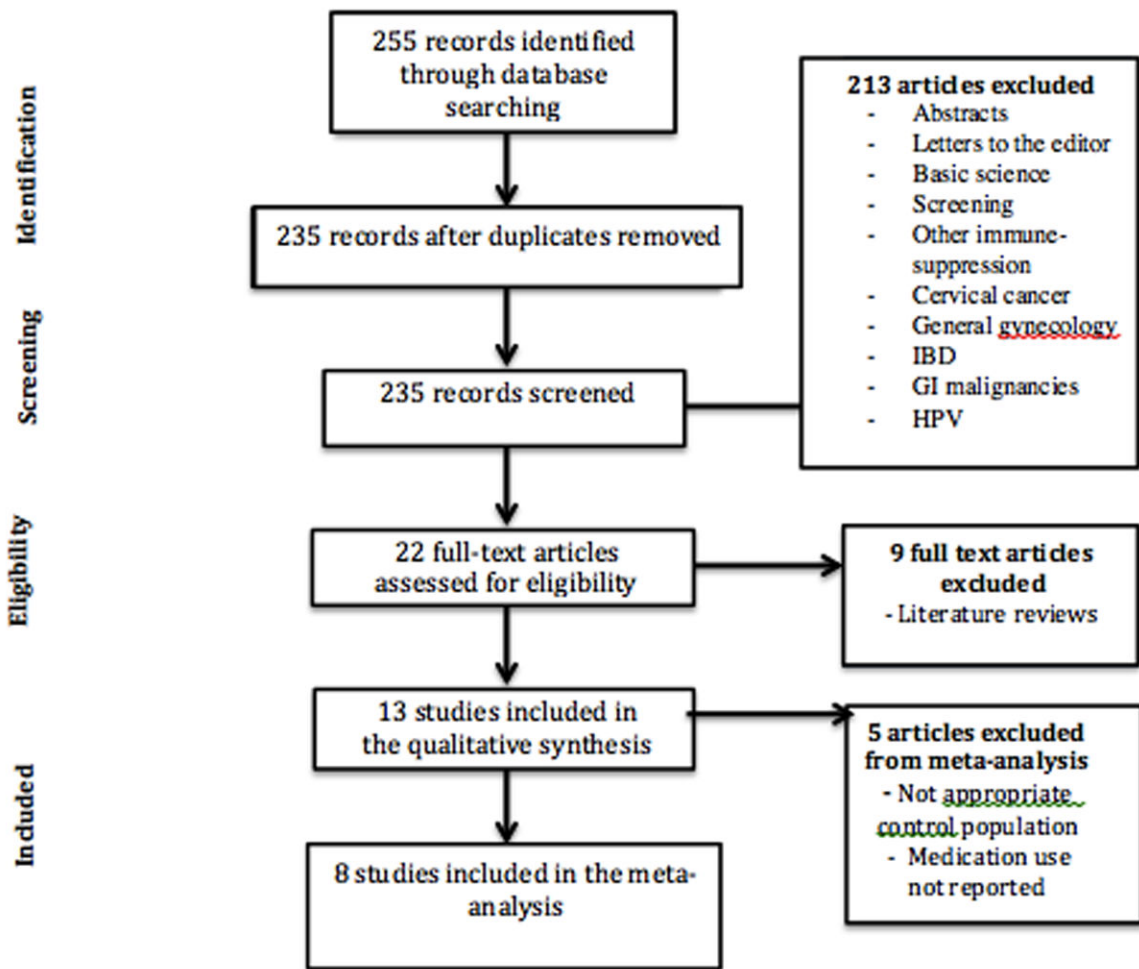 Identification
Screening
Eligibility
Included
255 records identified
through database
searching
235 records after duplicates removed
235 records screened
213 articles excluded
- Abstracts
- Letters to the editor
- Basic science
- Screening
- Other immune-
suppression
- Cervical cancer
- General gynecology
- IBD
- GI malignancies
- HPV
22 full-text articles
assessed for eligibility
9 full text articles
excluded
- Literature reviews
13 studies included in
the qualitative synthesis
5 articles excluded
from meta-analysis
- Not appropriate
control population
- Medication use
not reported
8 studies included in the meta-
analysis